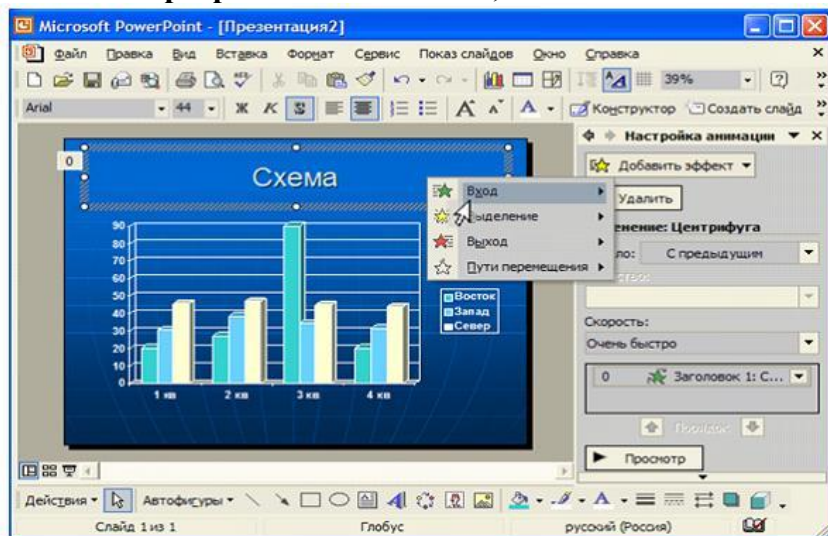 Microsoft PowerPoint - [Презентация2]
Файл Правка Вид Вставка Формат Сервис Показ слайдов Окно Справка
39%
Arial 44 Ж К S Конструктор Создать слайд
Настройка анимации
0
Добавить эффект
Схема
Вход
Удалить
Выделение
Центрифуга
Выход
С предыдущим
Пути перемещения
90
80
70
60
50
40
30
20
10
0
Восток
Запад
Север
Скорость:
Очень быстро
1 кв 2 кв 3 кв 4 кв
0 Заголовок 1: С...
Порядок
Просмотр
Действия Автофигуры
Слайд 1 из 1 Глобус русский (Россия)